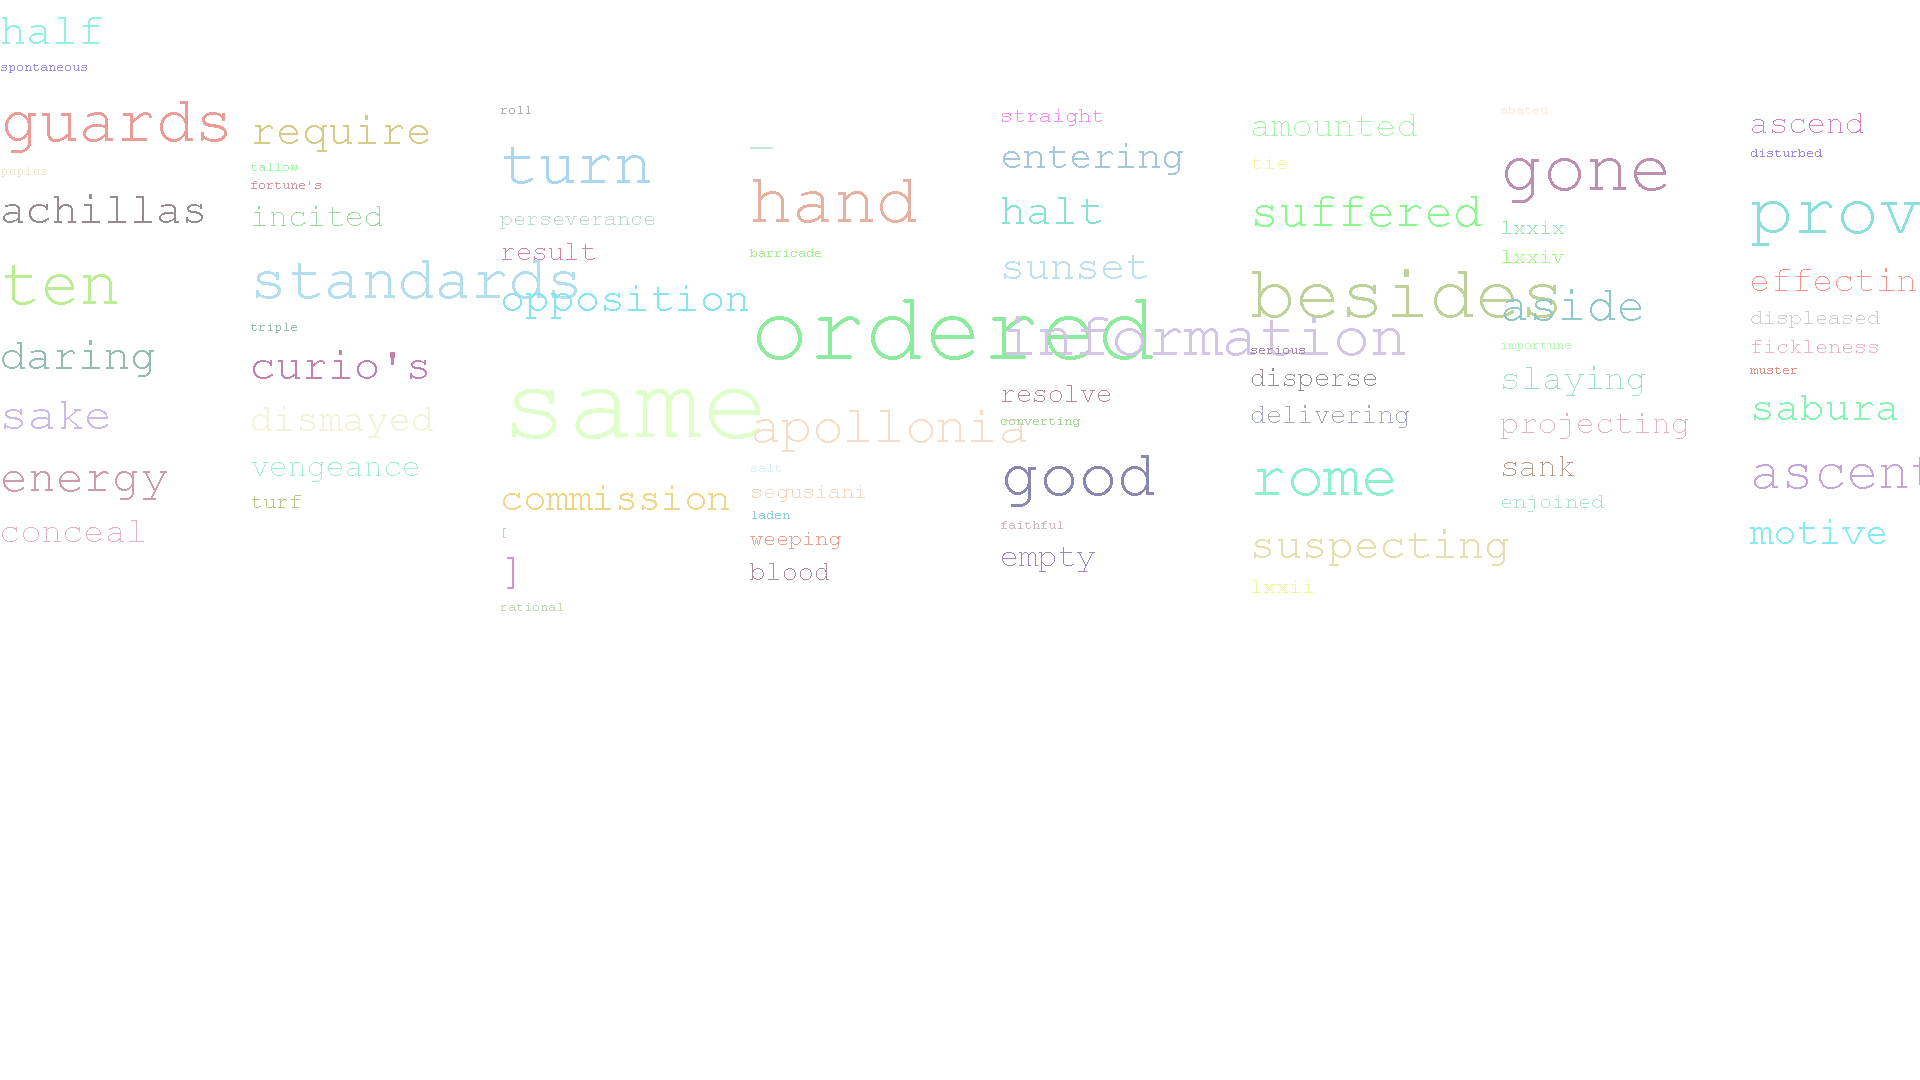 half
spontaneous
guards
pupius
achillas
ten
daring
sake
energy
conceal
require
tallow
fortune's
incited
standards
triple
curio's
dismayed
vengeance
turf
roll
turn
perseverance
result
opposition
same
commission
[
]
rational
—
hand
barricade
ordered
apollonia
salt
segusiani
laden
weeping
blood
straight
entering
halt
sunset
information
resolve
converting
good
faithful
empty
amounted
tie
suffered
besides
serious
disperse
delivering
rome
suspecting
lxxii
abated
gone
lxxix
lxxiv
aside
importune
slaying
projecting
sank
enjoined
ascend
disturbed
prov
effectin
displeased
fickleness
muster
sabura
ascent
motive